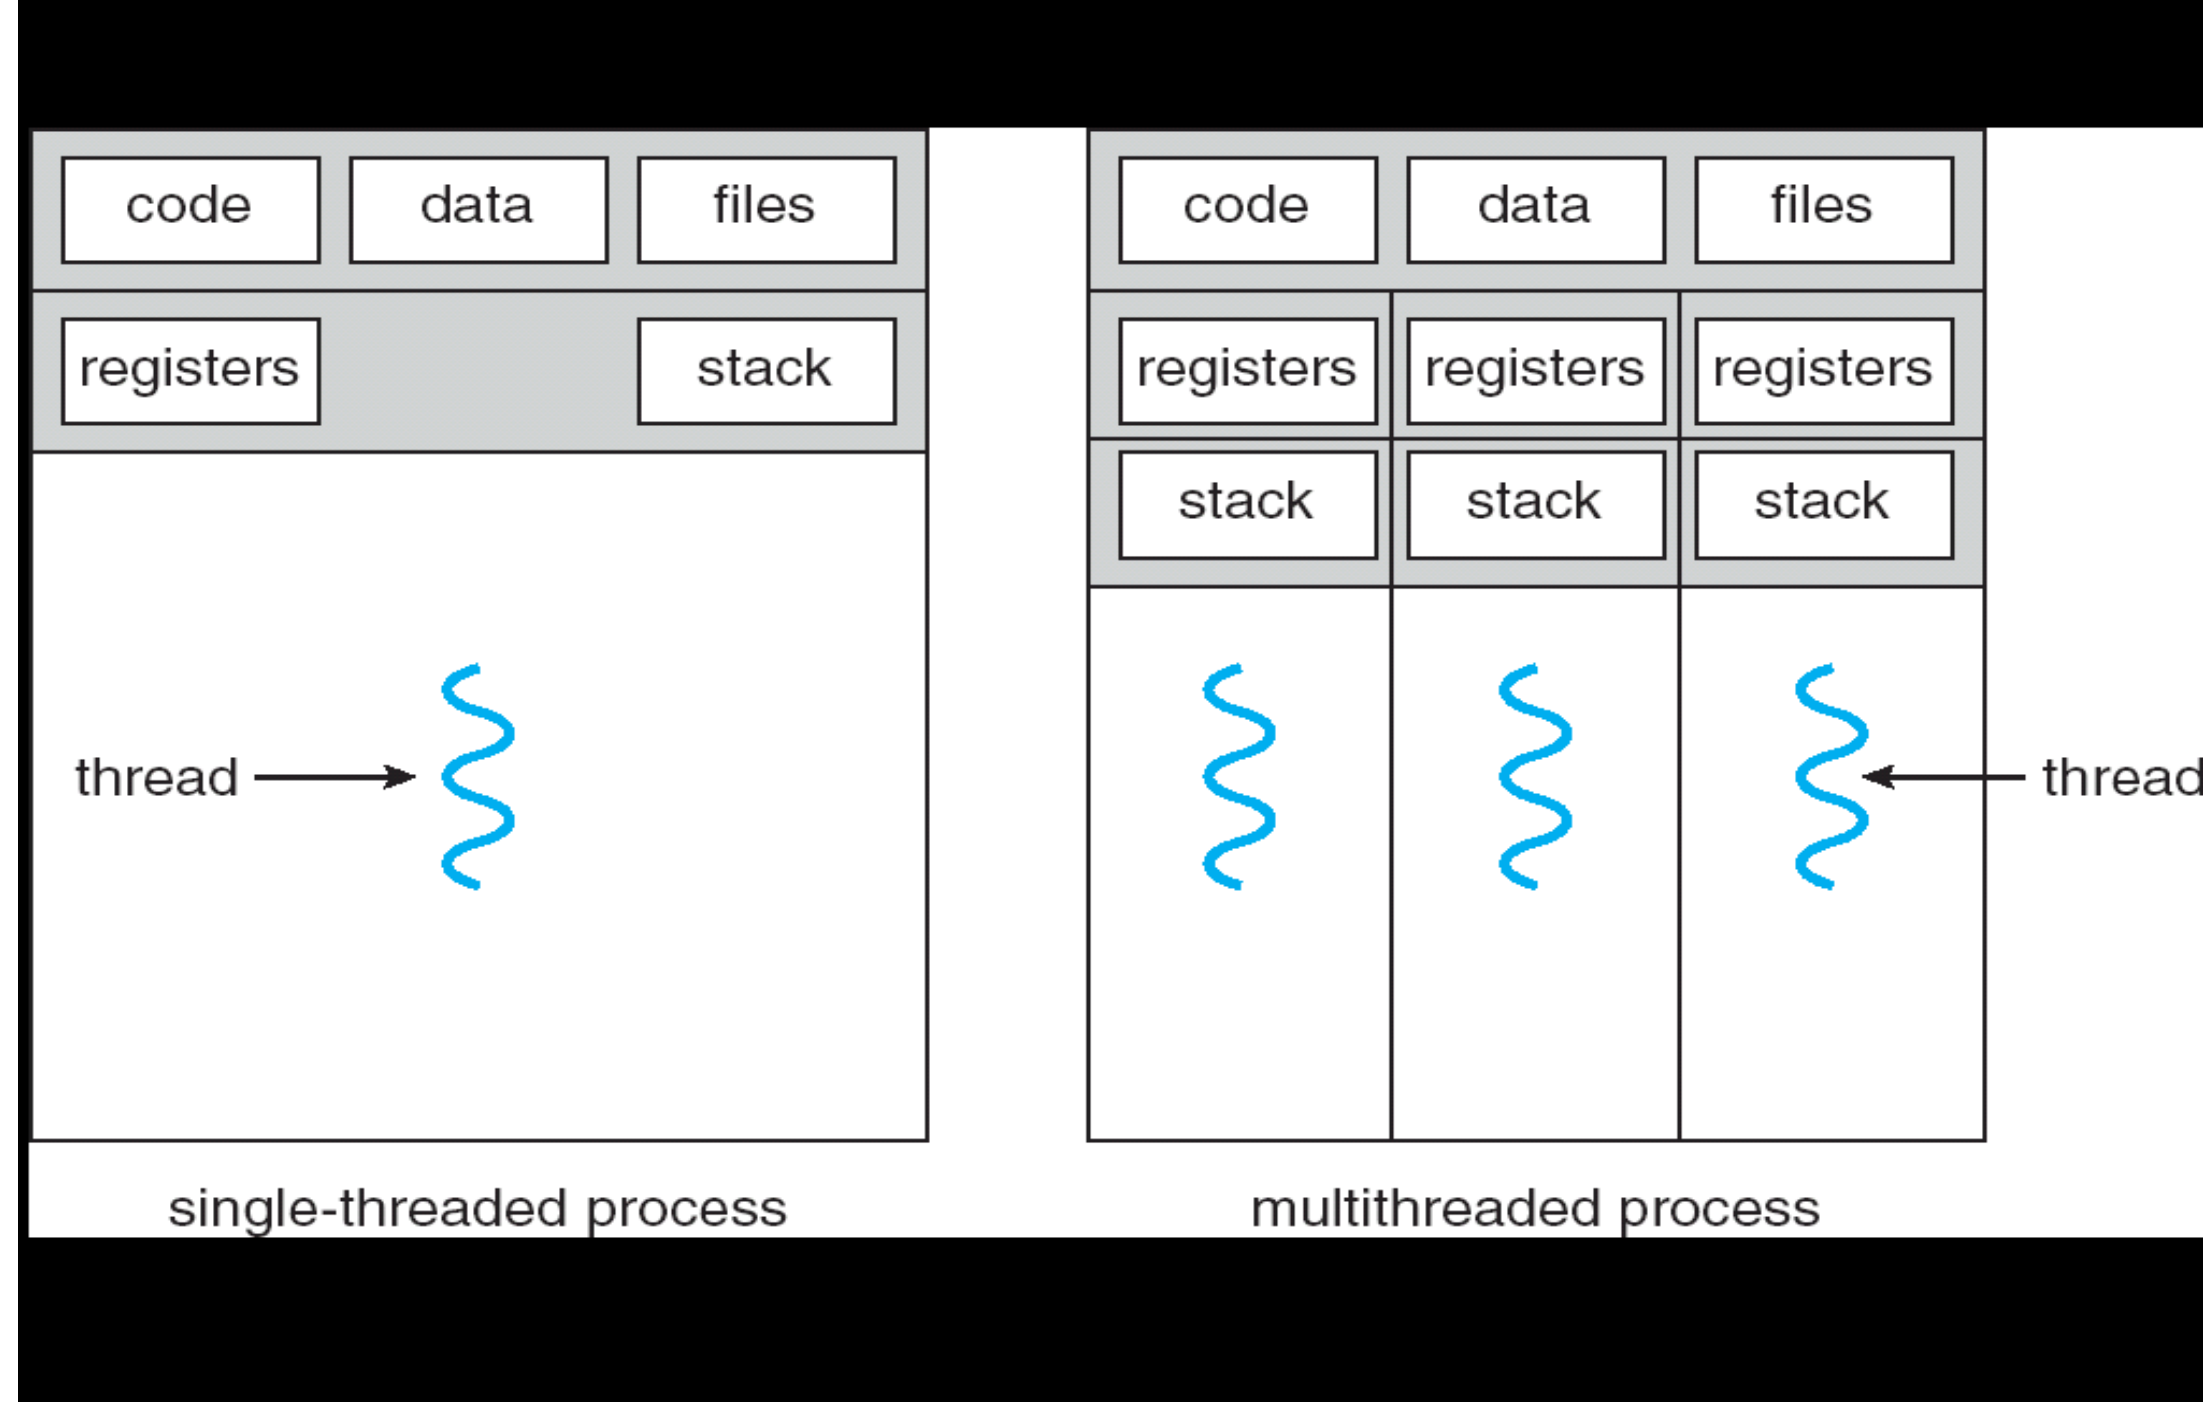 code data files
registers stack
thread
single-threaded process
code data files
registers registers registers
stack stack stack
thread
multithreaded process